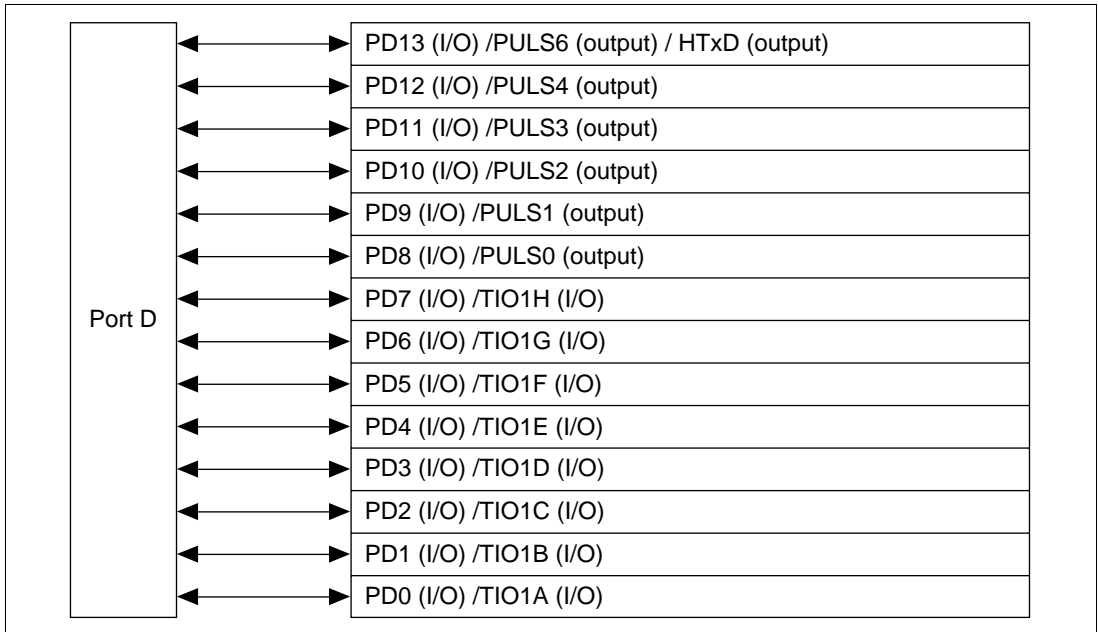 PD13 (I/O) /PULS6 (output) / HTxD (output)
PD12 (I/O) /PULS4 (output)
PD11 (I/O) /PULS3 (output)
PD10 (I/O) /PULS2 (output)
PD9 (I/O) /PULS1 (output)
PD8 (I/O) /PULS0 (output)
PD7 (I/O) /TIO1H (I/O)
Port D
PD6 (I/O) /TIO1G (I/O)
PD5 (I/O) /TIO1F (I/O)
PD4 (I/O) /TIO1E (I/O)
PD3 (I/O) /TIO1D (I/O)
PD2 (I/O) /TIO1C (I/O)
PD1 (I/O) /TIO1B (I/O)
PD0 (I/O) /TIO1A (I/O)